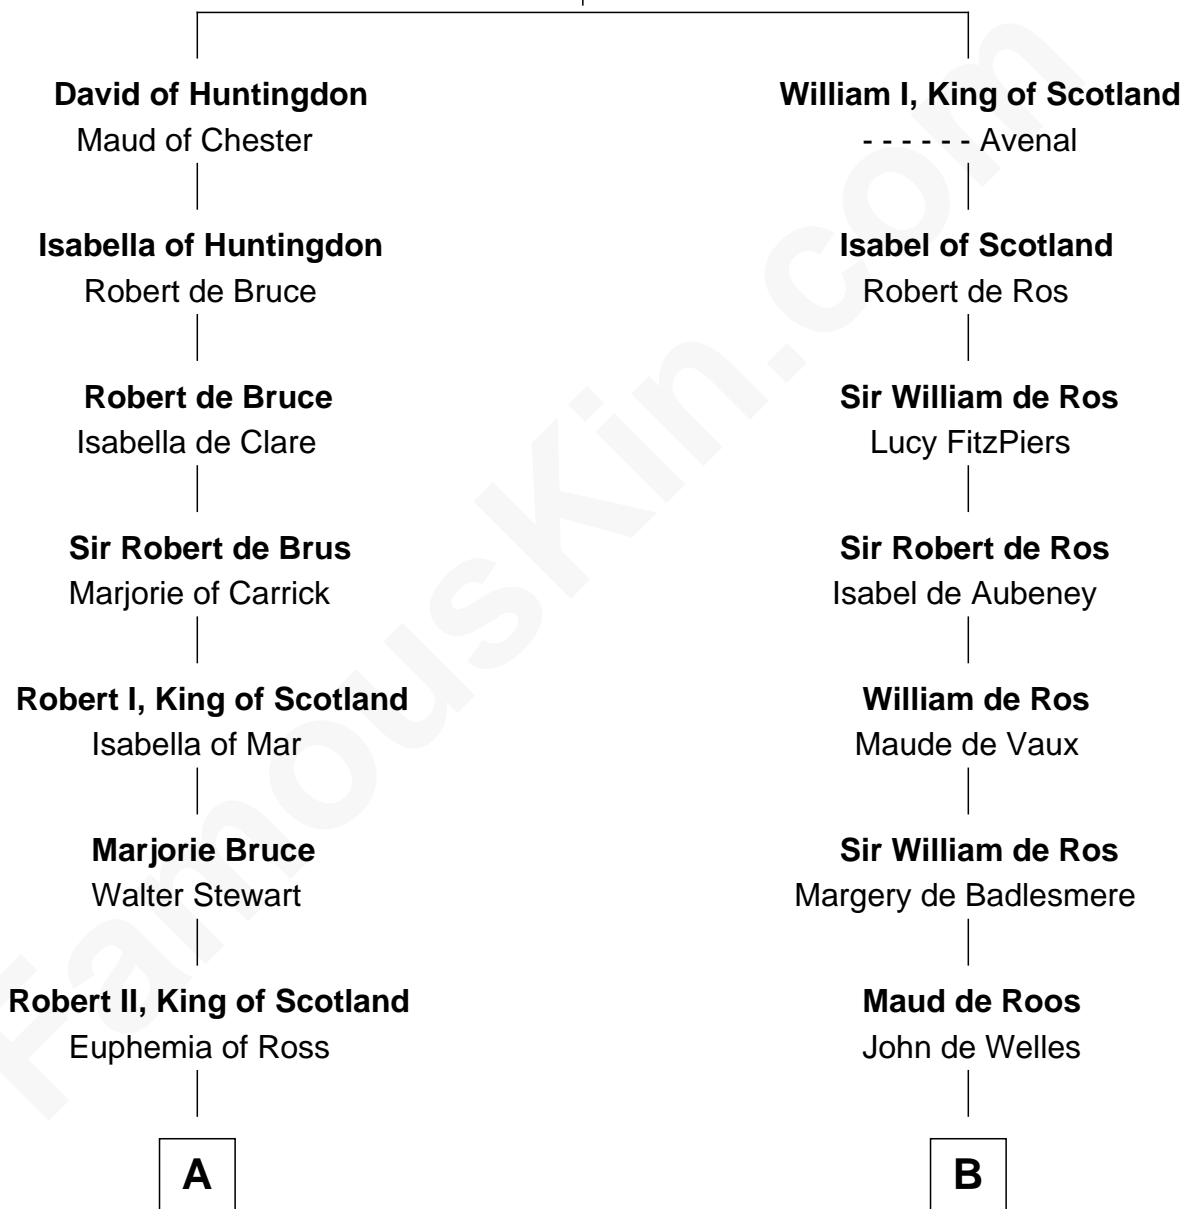 David of Huntingdon
Maud of Chester
Isabella of Huntingdon
Robert de Bruce
Robert de Bruce
Isabella de Clare
Sir Robert de Brus
Marjorie of Carrick
Robert I, King of Scotland
Isabella of Mar
Marjorie Bruce
Walter Stewart
Robert II, King of Scotland
Euphemia of Ross
A
William I, King of Scotland
- - - - - - Avenal
Isabel of Scotland
Robert de Ros
Sir William de Ros
Lucy FitzPiers
Sir Robert de Ros
Isabel de Aubeney
William de Ros
Maude de Vaux
Sir William de Ros
Margery de Badlesmere
Maud de Roos
John de Welles
B
FamousKin.com